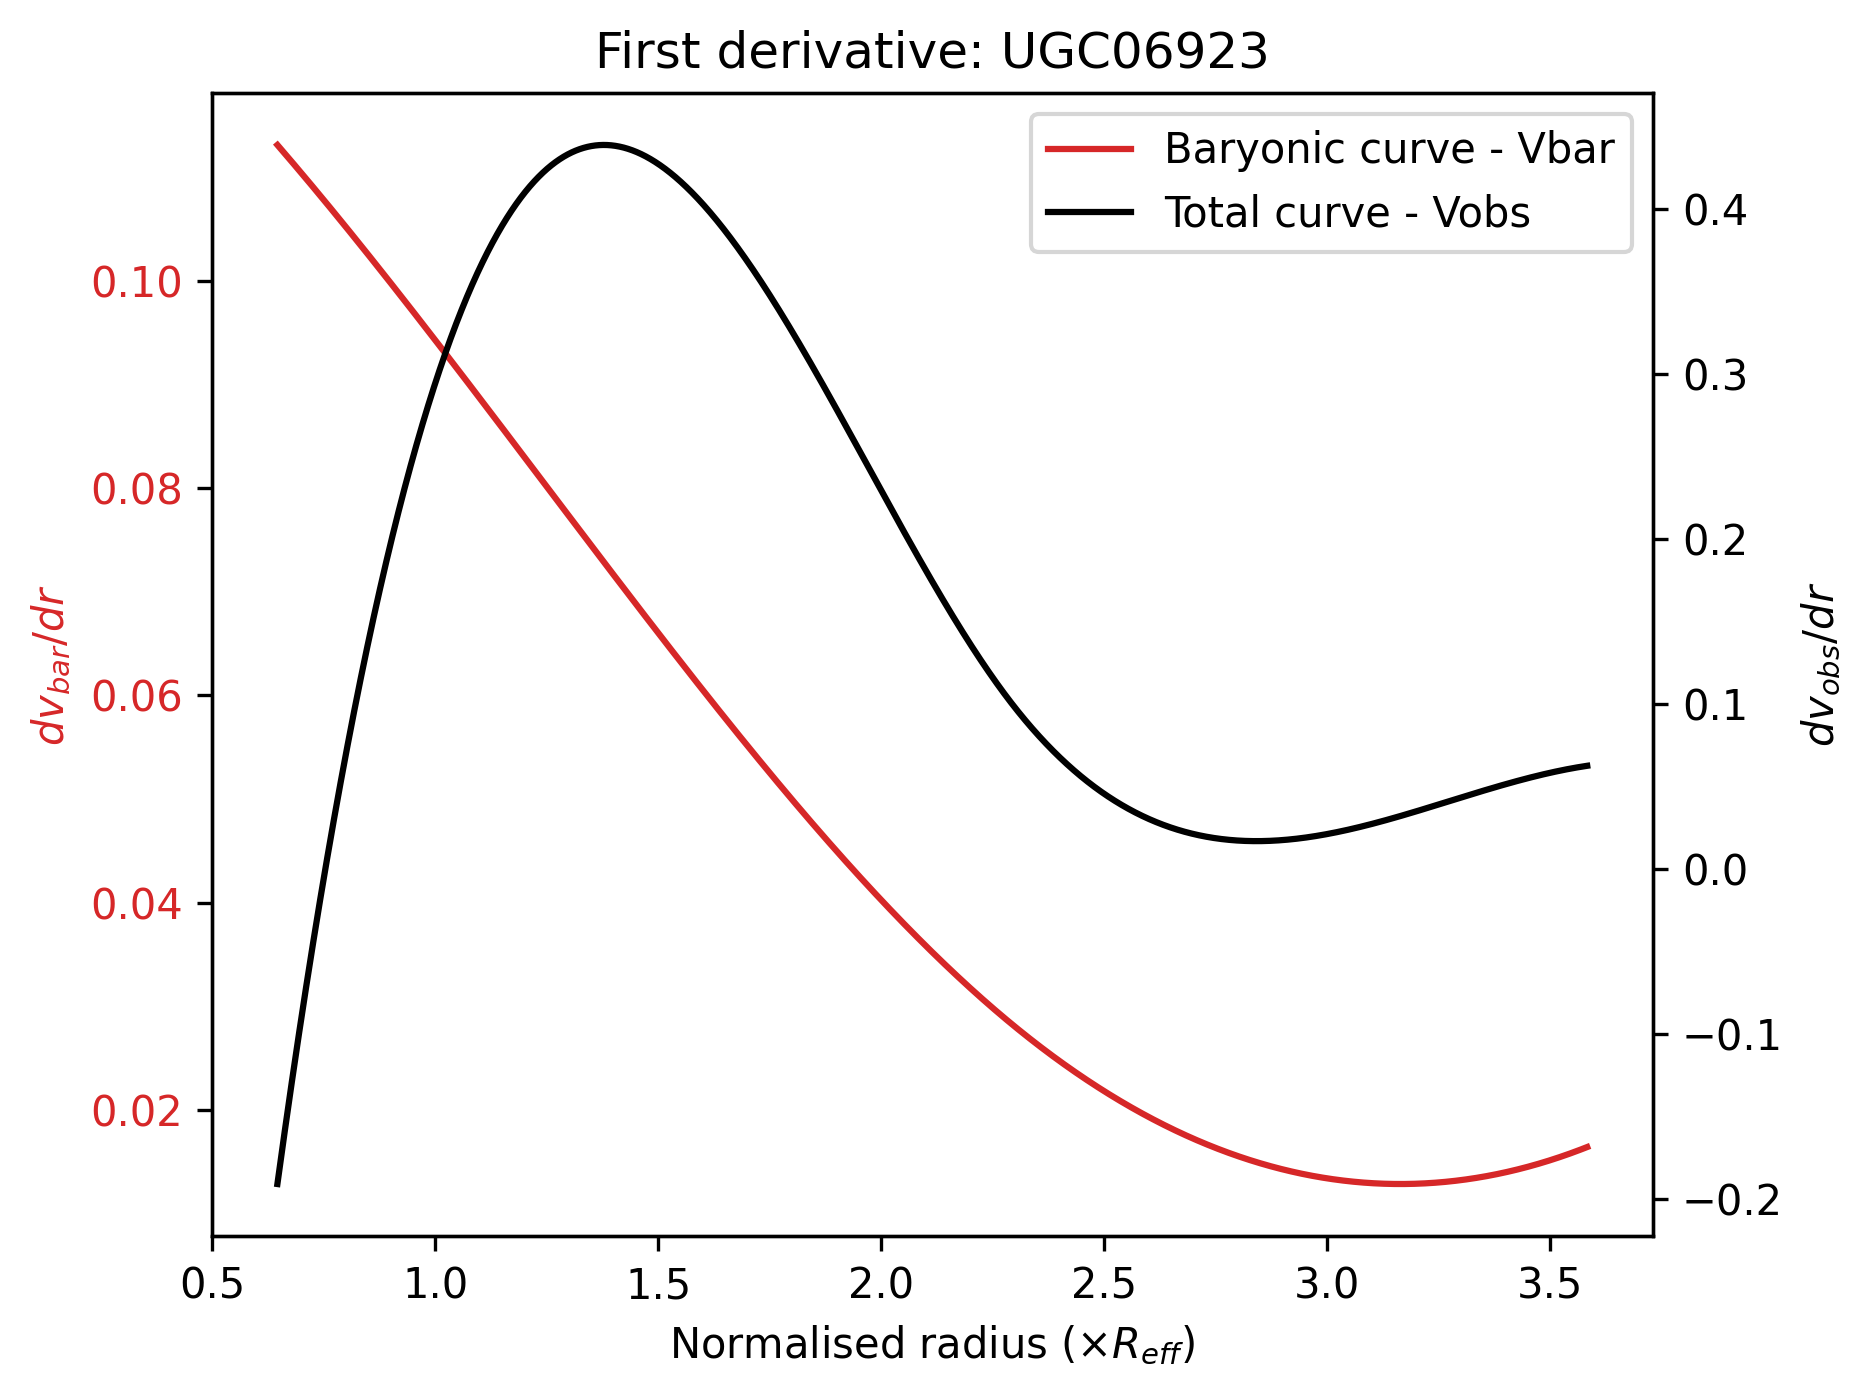 First derivative: UGC06923
Baryonic curve - Vbar
Total curve - Vobs
0.10
0.08
0.06
0.04
0.02
dv_bar/dr
0.4
0.3
0.2
0.1
0.0
−0.1
−0.2
dv_obs/dr
0.5 1.0 1.5 2.0 2.5 3.0 3.5
Normalised radius (×R_eff)